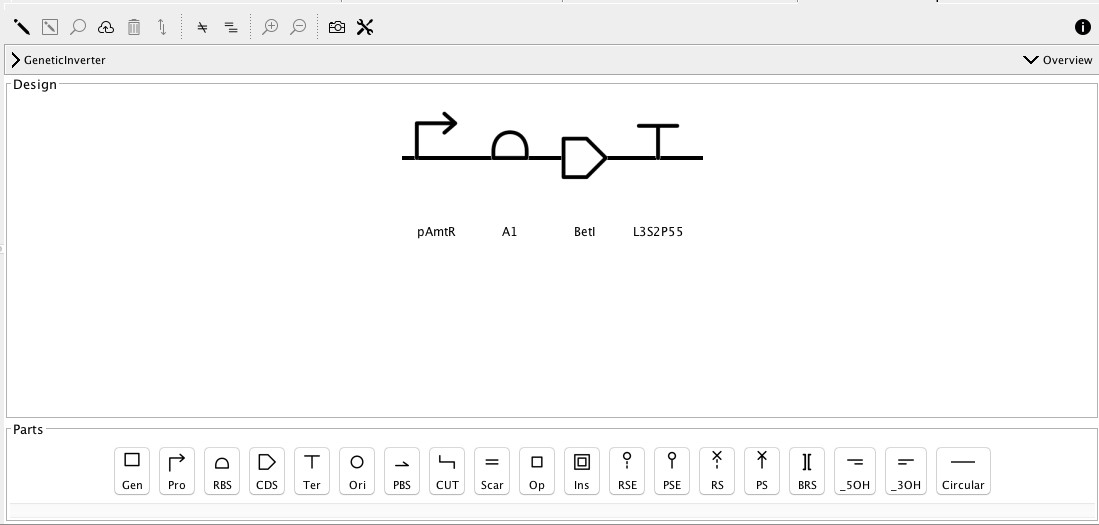 GeneticInverter Overview
Design
pAmtR A1 BetI L3S2P55
Parts
Gen Pro RBS CDS Ter Ori PBS CUT Scar Op Ins RSE PSE RS PS BRS _5OH _3OH Circular